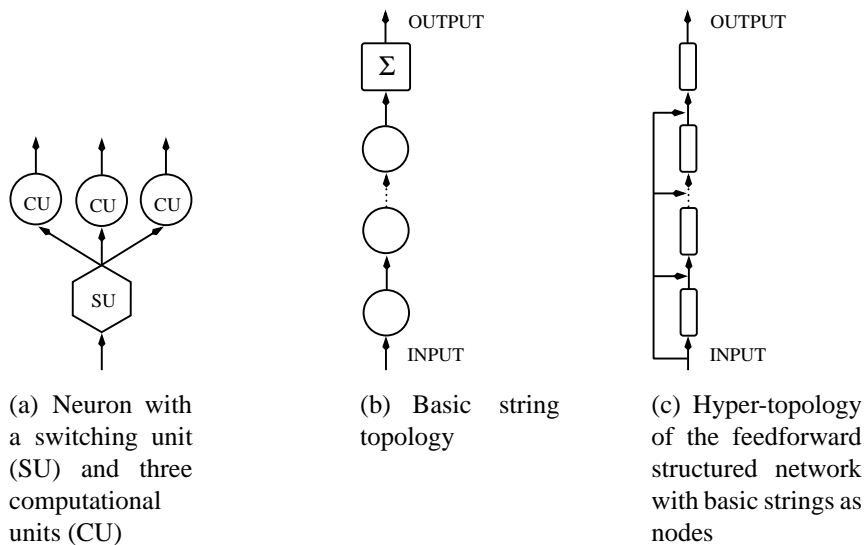 OUTPUT
Σ
INPUT
OUTPUT
INPUT
CU
CU
CU
SU
(a) Neuron with
a switching unit
(SU) and three
computational
units (CU)
(b) Basic string
topology
(c) Hyper-topology
of the feedforward
structured network
with basic strings as
nodes